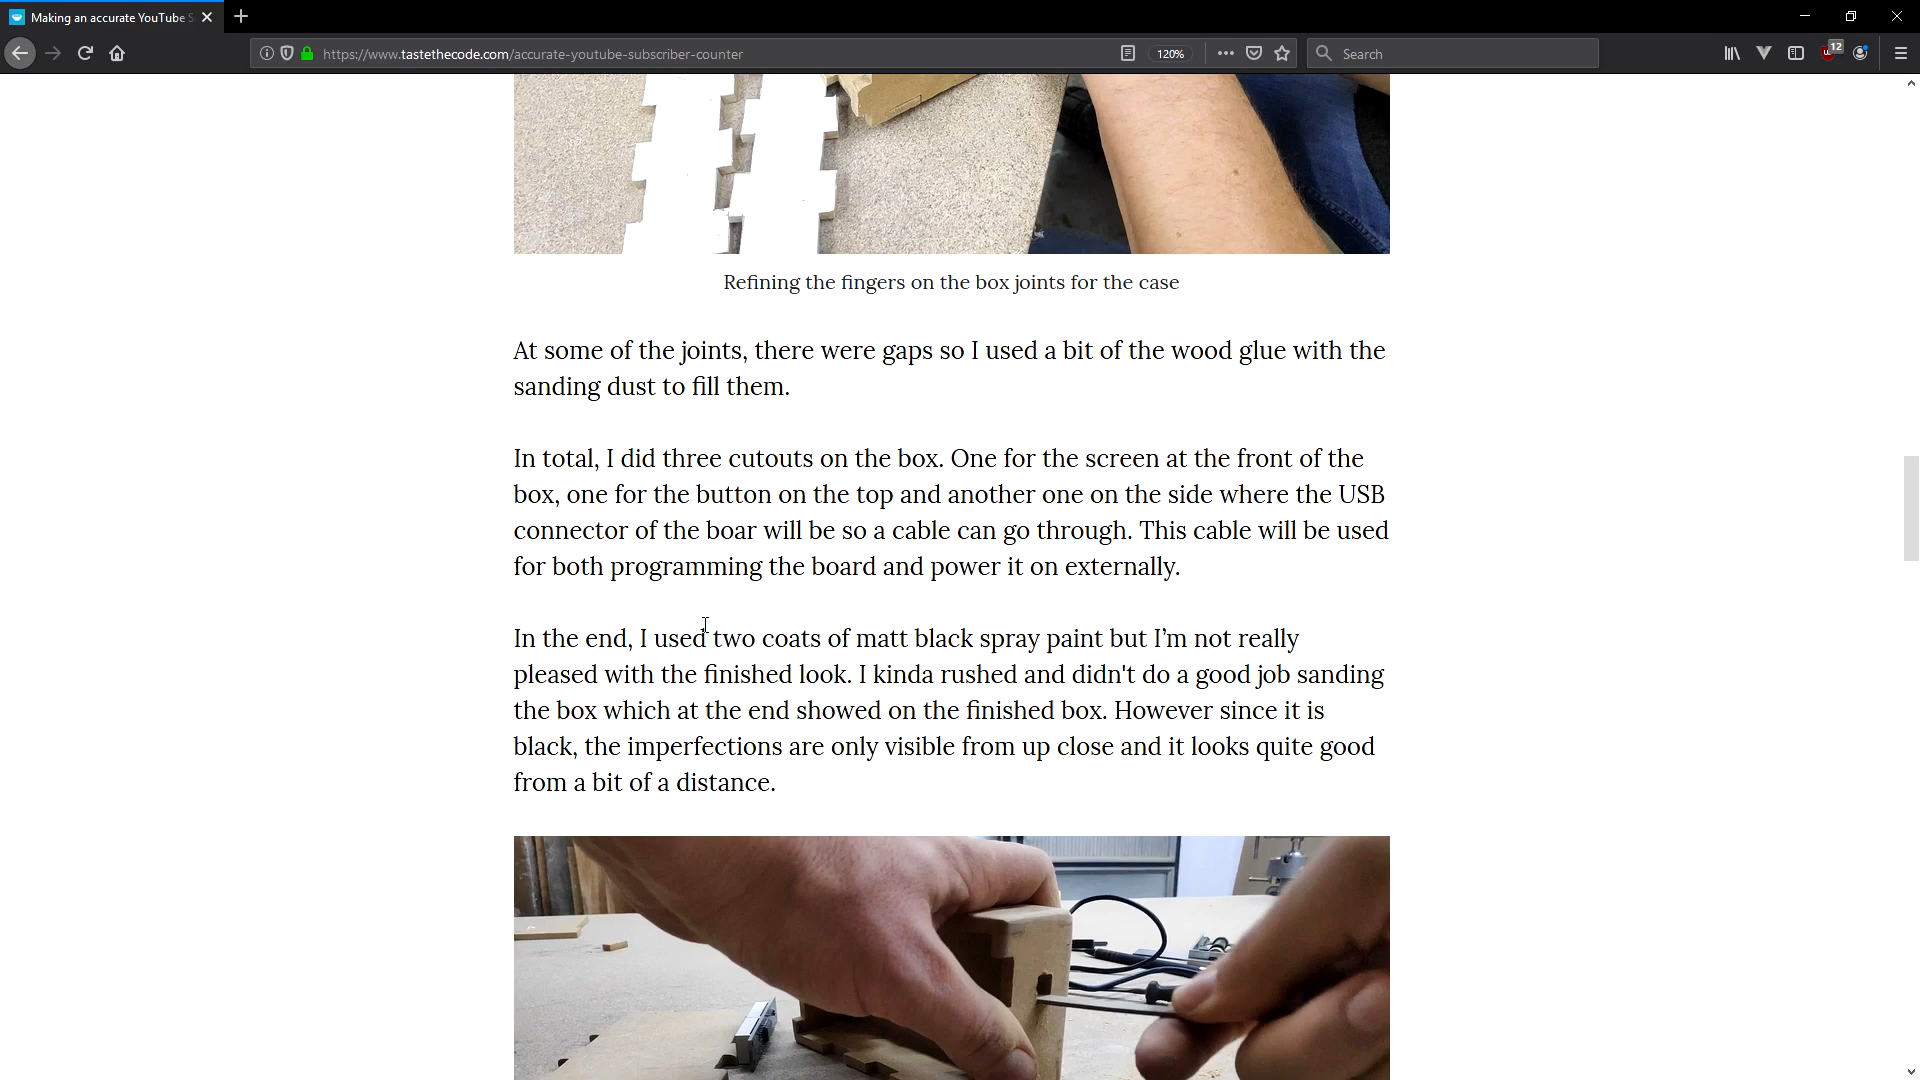 Making an accurate YouTube S
https://www.tastethecode.com/accurate-youtube-subscriber-counter
120%
Search
12
Refining the fingers on the box joints for the case
At some of the joints, there were gaps so I used a bit of the wood glue with the
sanding dust to fill them.
In total, I did three cutouts on the box. One for the screen at the front of the
box, one for the button on the top and another one on the side where the USB
connector of the boar will be so a cable can go through. This cable will be used
for both programming the board and power it on externally.
In the end, I used two coats of matt black spray paint but I’m not really
pleased with the finished look. I kinda rushed and didn't do a good job sanding
the box which at the end showed on the finished box. However since it is
black, the imperfections are only visible from up close and it looks quite good
from a bit of a distance.